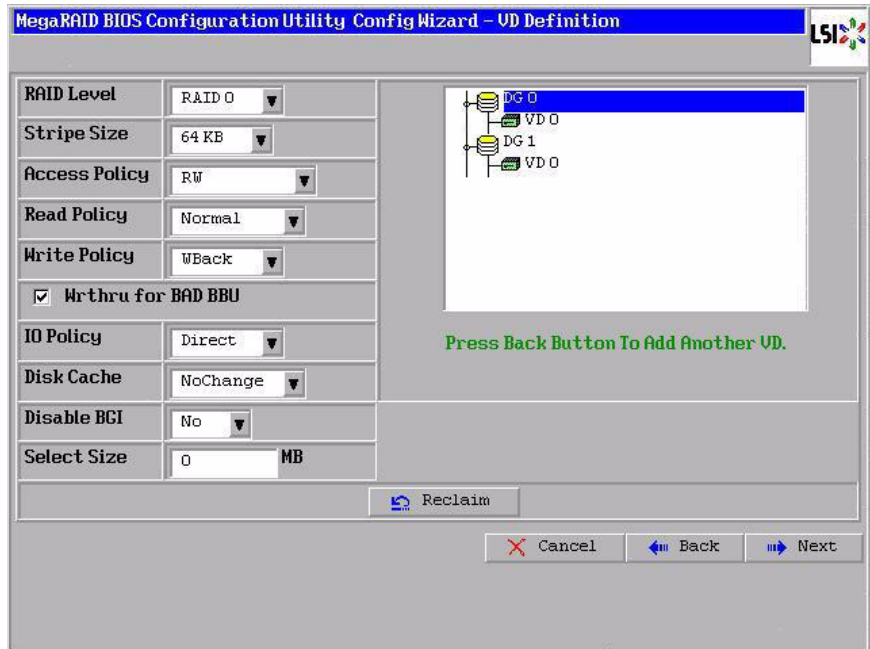 MegaRAID BIOS Configuration Utility Config Wizard – VD Definition
LSI
RAID Level RAID 0
Stripe Size 64 KB
Access Policy RW
Read Policy Normal
Write Policy WBack
Wrthru for BAD BBU
IO Policy Direct
Disk Cache NoChange
Disable BGI No
Select Size 0 MB
DG 0
VD 0
DG 1
VD 0
Press Back Button To Add Another VD.
Reclaim
Cancel Back Next